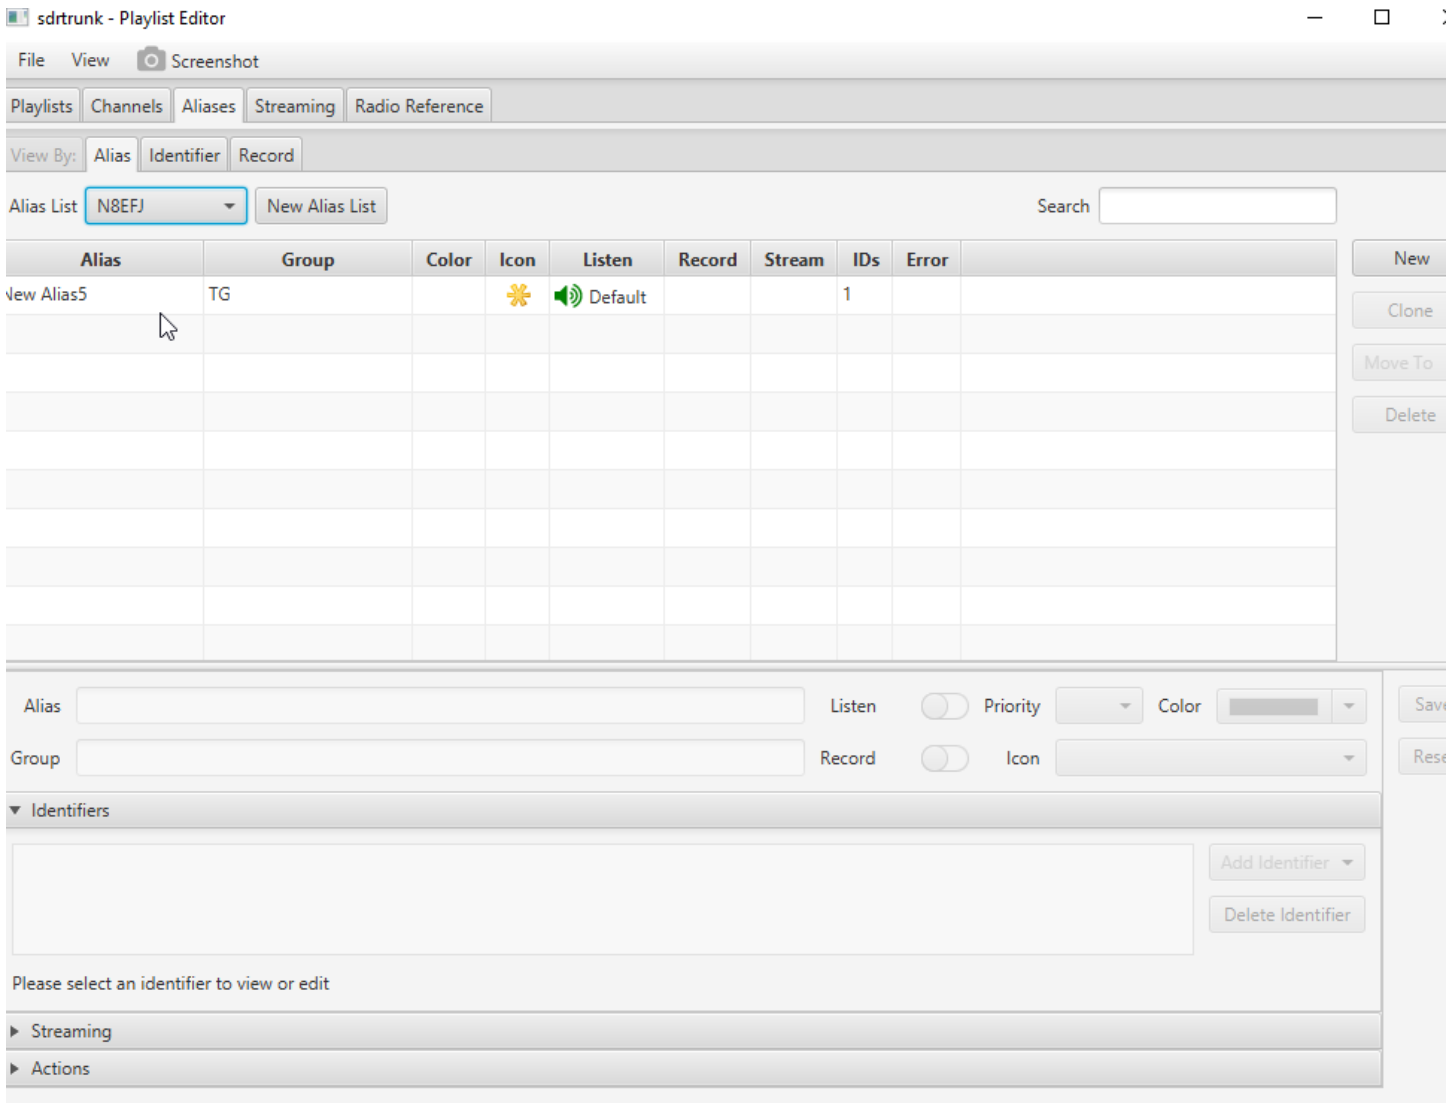 sdrtrunk - Playlist Editor
File View Screenshot
Playlists Channels Aliases Streaming Radio Reference
View By: Alias Identifier Record
Alias List N8EFJ New Alias List Search
Alias Group Color Icon Listen Record Stream IDs Error
New
New Alias5 TG Default 1
Clone
Move To
Delete
Alias Listen Priority Color Save
Group Record Icon Rese
Identifiers
Add Identifier
Delete Identifier
Please select an identifier to view or edit
Streaming
Actions